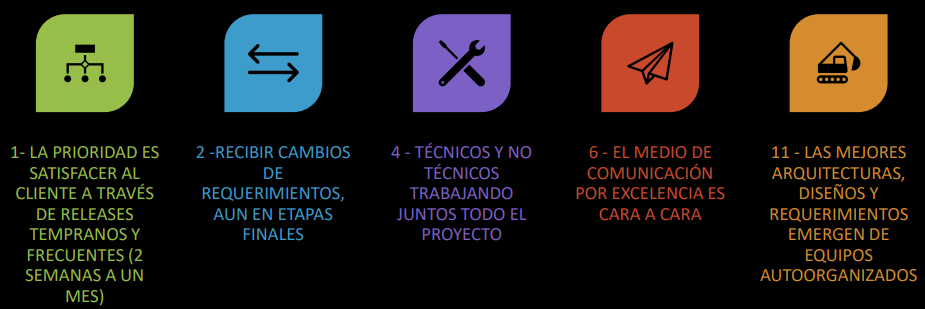 1- LA PRIORIDAD ES
SATISFACER AL
CLIENTE A TRAVÉS
DE RELEASES
TEMPRANOS Y
FRECUENTES (2
SEMANAS A UN
MES)
2 -RECIBIR CAMBIOS
DE
REQUERIMIENTOS,
AUN EN ETAPAS
FINALES
4 - TÉCNICOS Y NO
TÉCNICOS
TRABAJANDO
JUNTOS TODO EL
PROYECTO
6 - EL MEDIO DE
COMUNICACIÓN
POR EXCELENCIA ES
CARA A CARA
11 - LAS MEJORES
ARQUITECTURAS,
DISEÑOS Y
REQUERIMIENTOS
EMERGEN DE
EQUIPOS
AUTOORGANIZADOS